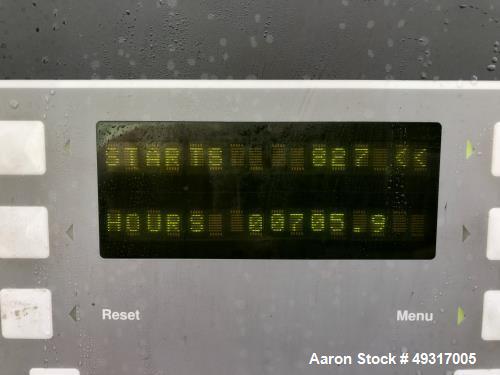 STARTS 827 <<
HOURS 00705.9
Reset Menu
Aaron Stock # 49317005